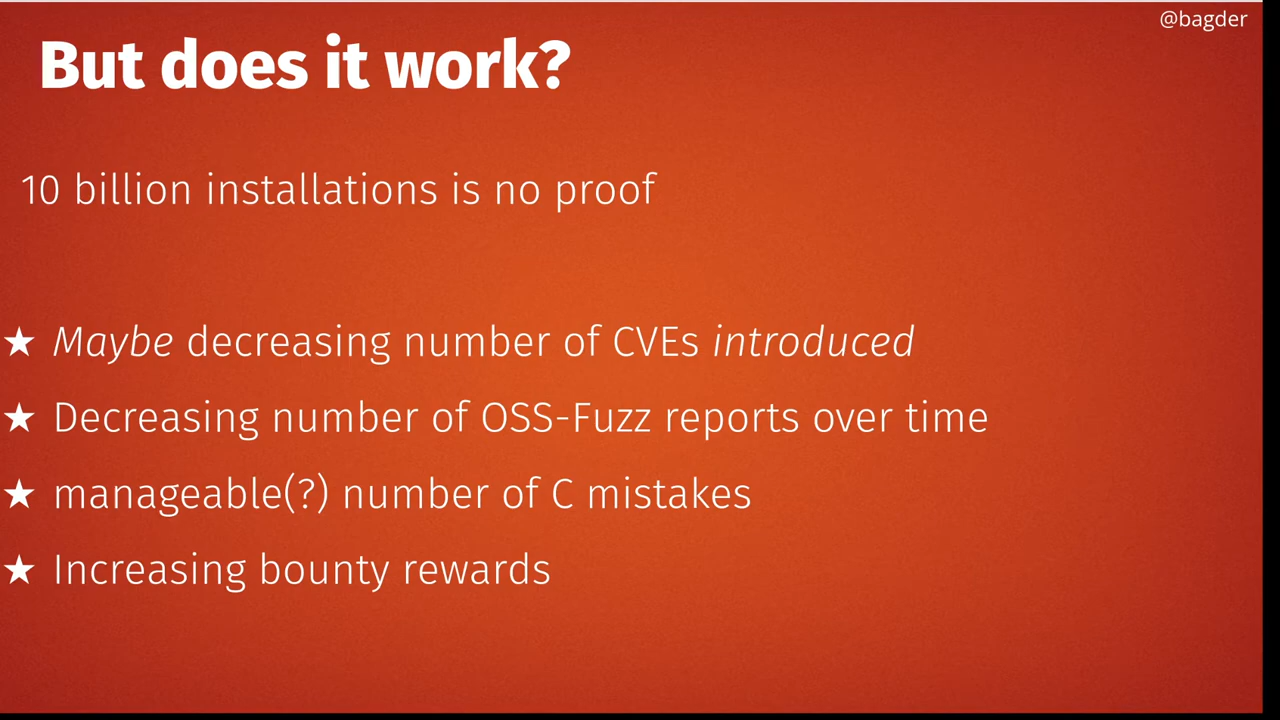 @bagder
But does it work?
10 billion installations is no proof
★ Maybe decreasing number of CVEs introduced
★ Decreasing number of OSS-Fuzz reports over time
★ manageable(?) number of C mistakes
★ Increasing bounty rewards